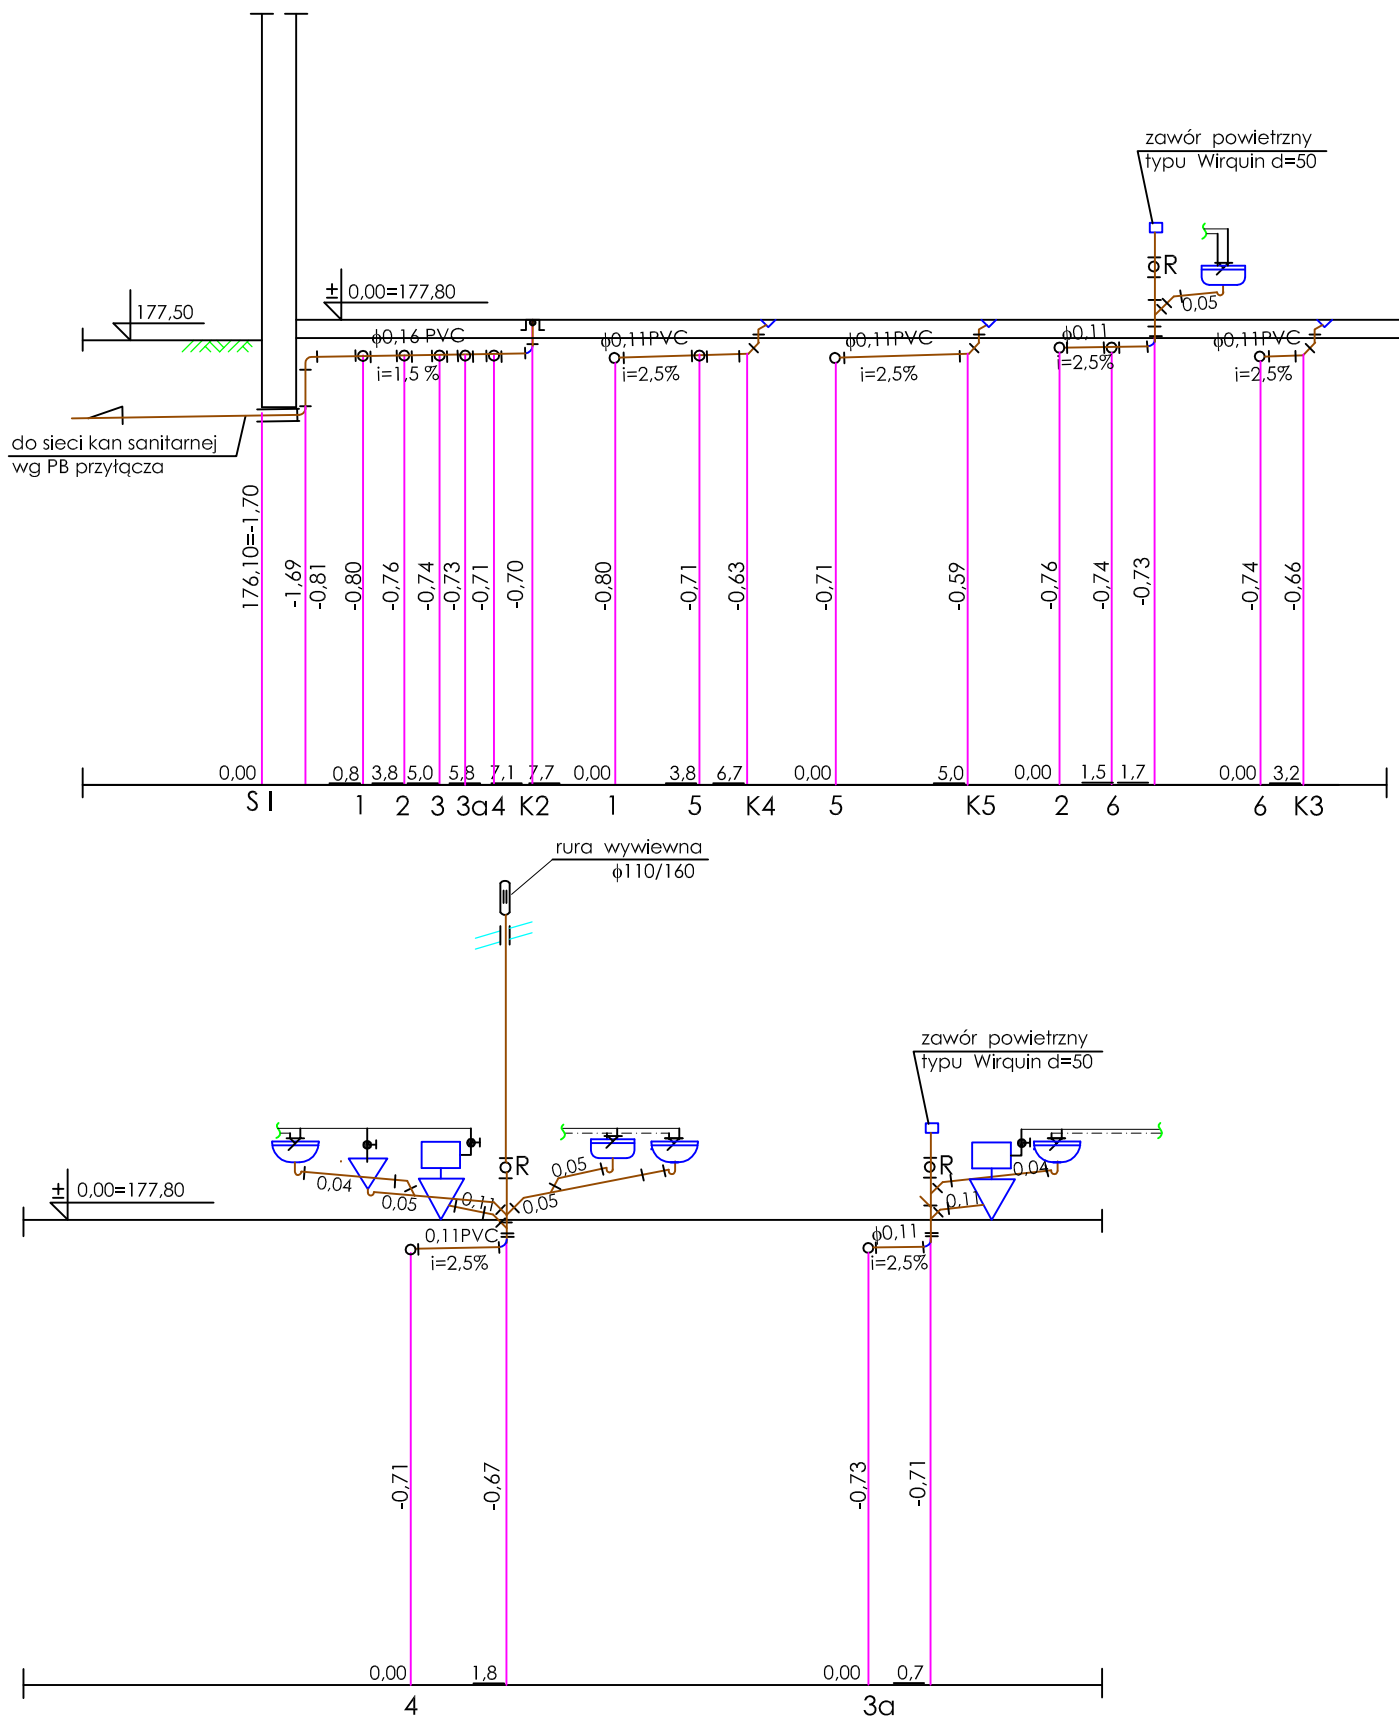 zawór powietrzny
typu Wirquin d=50
R
0,05
177,50
± 0,00=177,80
ϕ0,16 PVC
i=1,5 %
ϕ0,11PVC
i=2,5%
ϕ0,11PVC
i=2,5%
ϕ0,11
i=2,5%
ϕ0,11PVC
i=2,5%
do sieci kan sanitarnej
wg PB przyłącza
176,10=-1,70
-1,69
-0,81
-0,80
-0,76
-0,74
-0,73
-0,71
-0,70
-0,80
-0,71
-0,63
-0,71
-0,59
-0,76
-0,74
-0,73
-0,74
-0,66
0,00 0,8 3,8 5,0 5,8 7,1 7,7 0,00 3,8 6,7 0,00 5,0 0,00 1,5 1,7 0,00 3,2
S I 1 2 3 3a 4 K2 1 5 K4 5 K5 2 6 6 K3
rura wywiewna
ϕ110/160
zawór powietrzny
typu Wirquin d=50
R
R
0,04
0,05
0,11
0,05
0,05
0,04
0,11
± 0,00=177,80
0,11PVC
i=2,5%
ϕ0,11
i=2,5%
-0,71
-0,67
-0,73
-0,71
0,00 1,8 0,00 0,7
4 3a